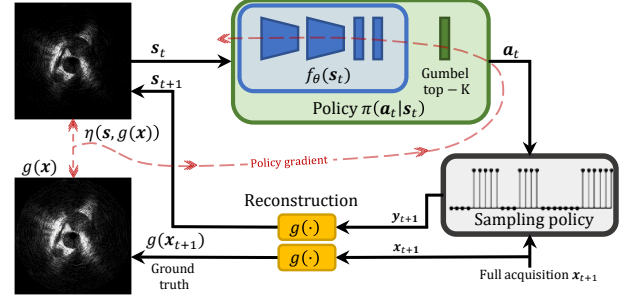 s_t
s_{t+1}
f_θ(s_t)
Gumbel
top − K
Policy π(a_t|s_t)
a_t
η(s, g(x))
Policy gradient
g(x)
Sampling policy
Reconstruction
g(·)
y_{t+1}
g(x_{t+1})
g(·)
x_{t+1}
Ground
truth
Full acquisition x_{t+1}